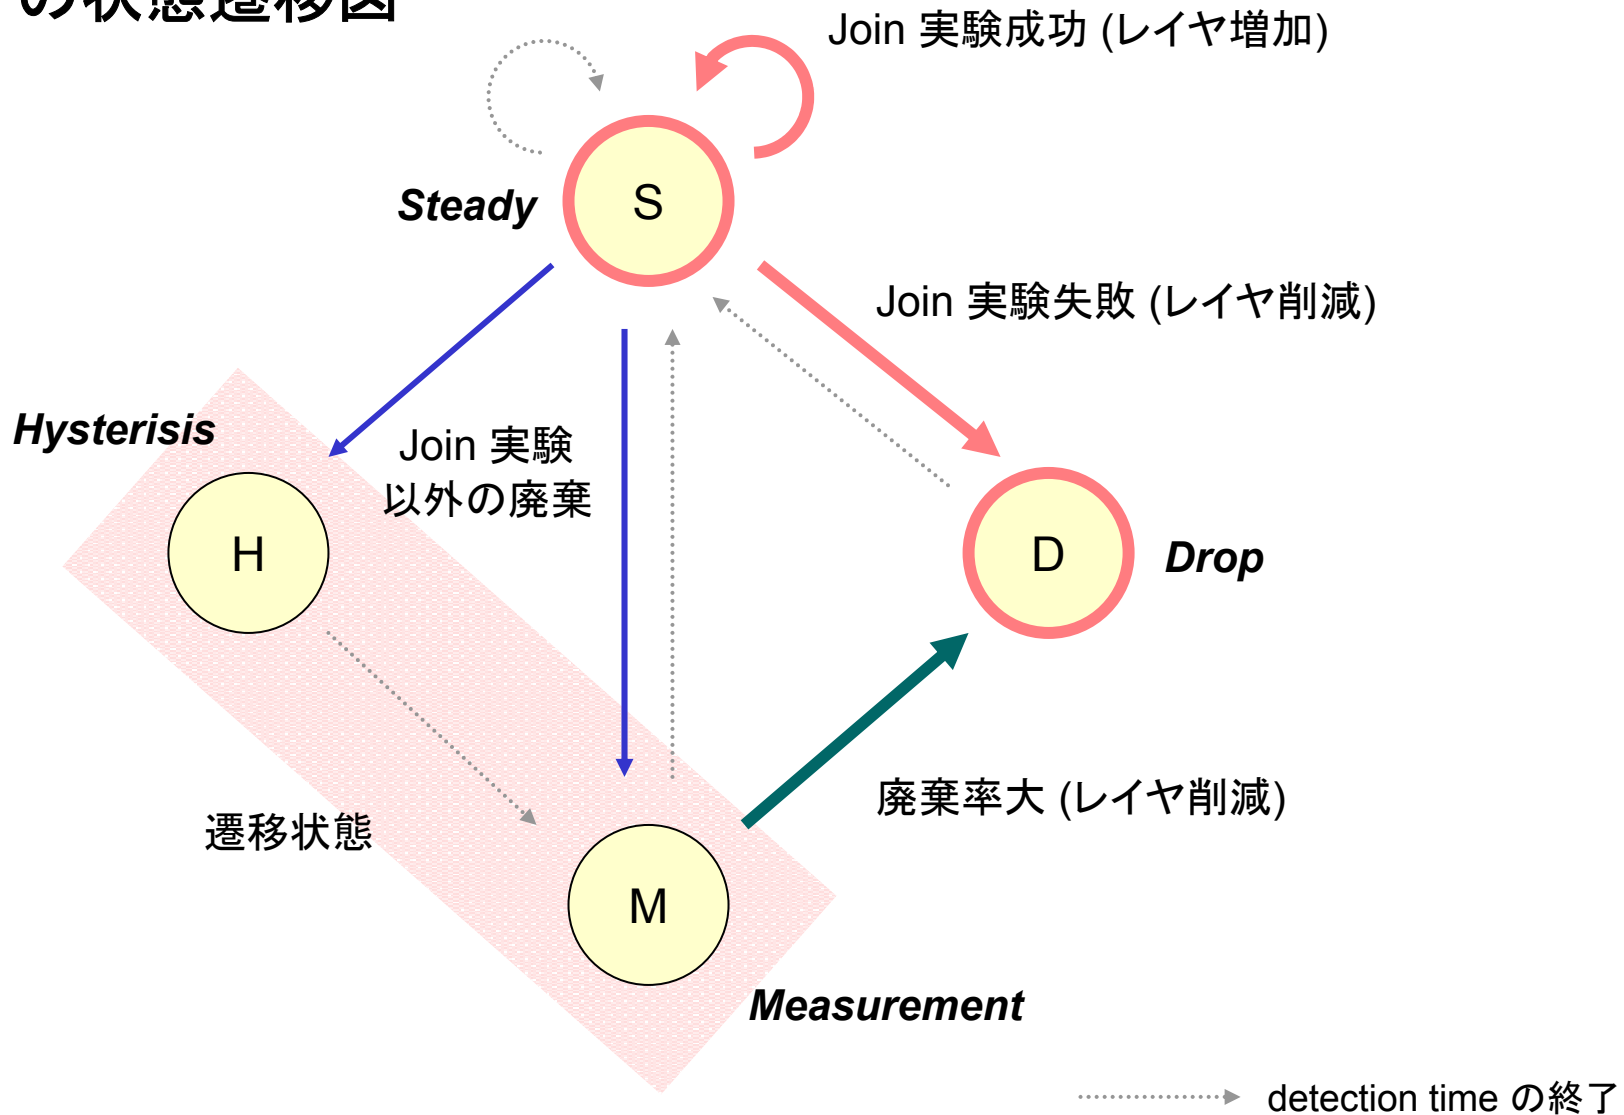 の状態遷移図
Join 実験成功 (レイヤ増加)
Steady
S
Join 実験失敗 (レイヤ削減)
Hysterisis
Join 実験
以外の廃棄
H
D
Drop
廃棄率大 (レイヤ削減)
遷移状態
M
Measurement
detection time の終了